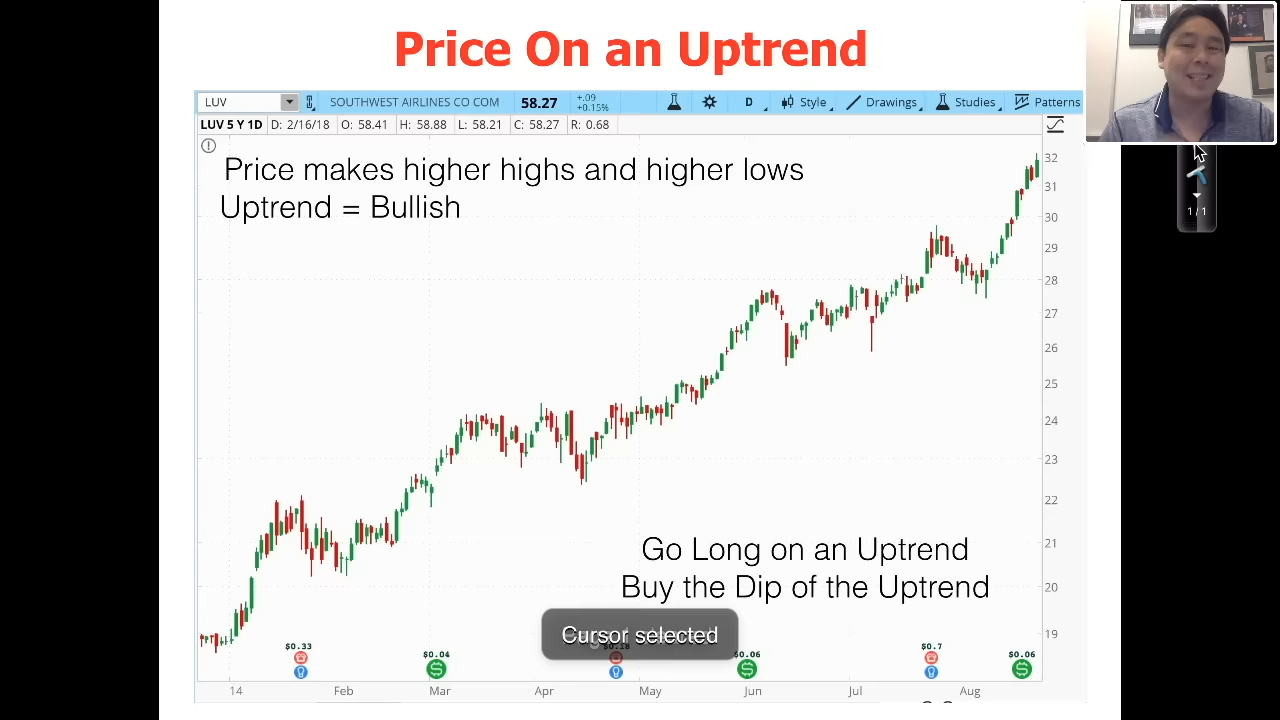 Price On an Uptrend
LUV
SOUTHWEST AIRLINES CO COM
58.27
+.09
+0.15%
D
Style
Drawings
Studies
Patterns
LUV 5 Y 1D
D: 2/16/18
O: 58.41
H: 58.88
L: 58.21
C: 58.27
R: 0.68
Price makes higher highs and higher lows
Uptrend = Bullish
1/1
32
31
30
29
28
27
26
25
24
23
22
21
20
19
Go Long on an Uptrend
Buy the Dip of the Uptrend
Cursor selected
$0.33
$0.04
$0.06
$0.7
$0.06
14
Feb
Mar
Apr
May
Jun
Jul
Aug